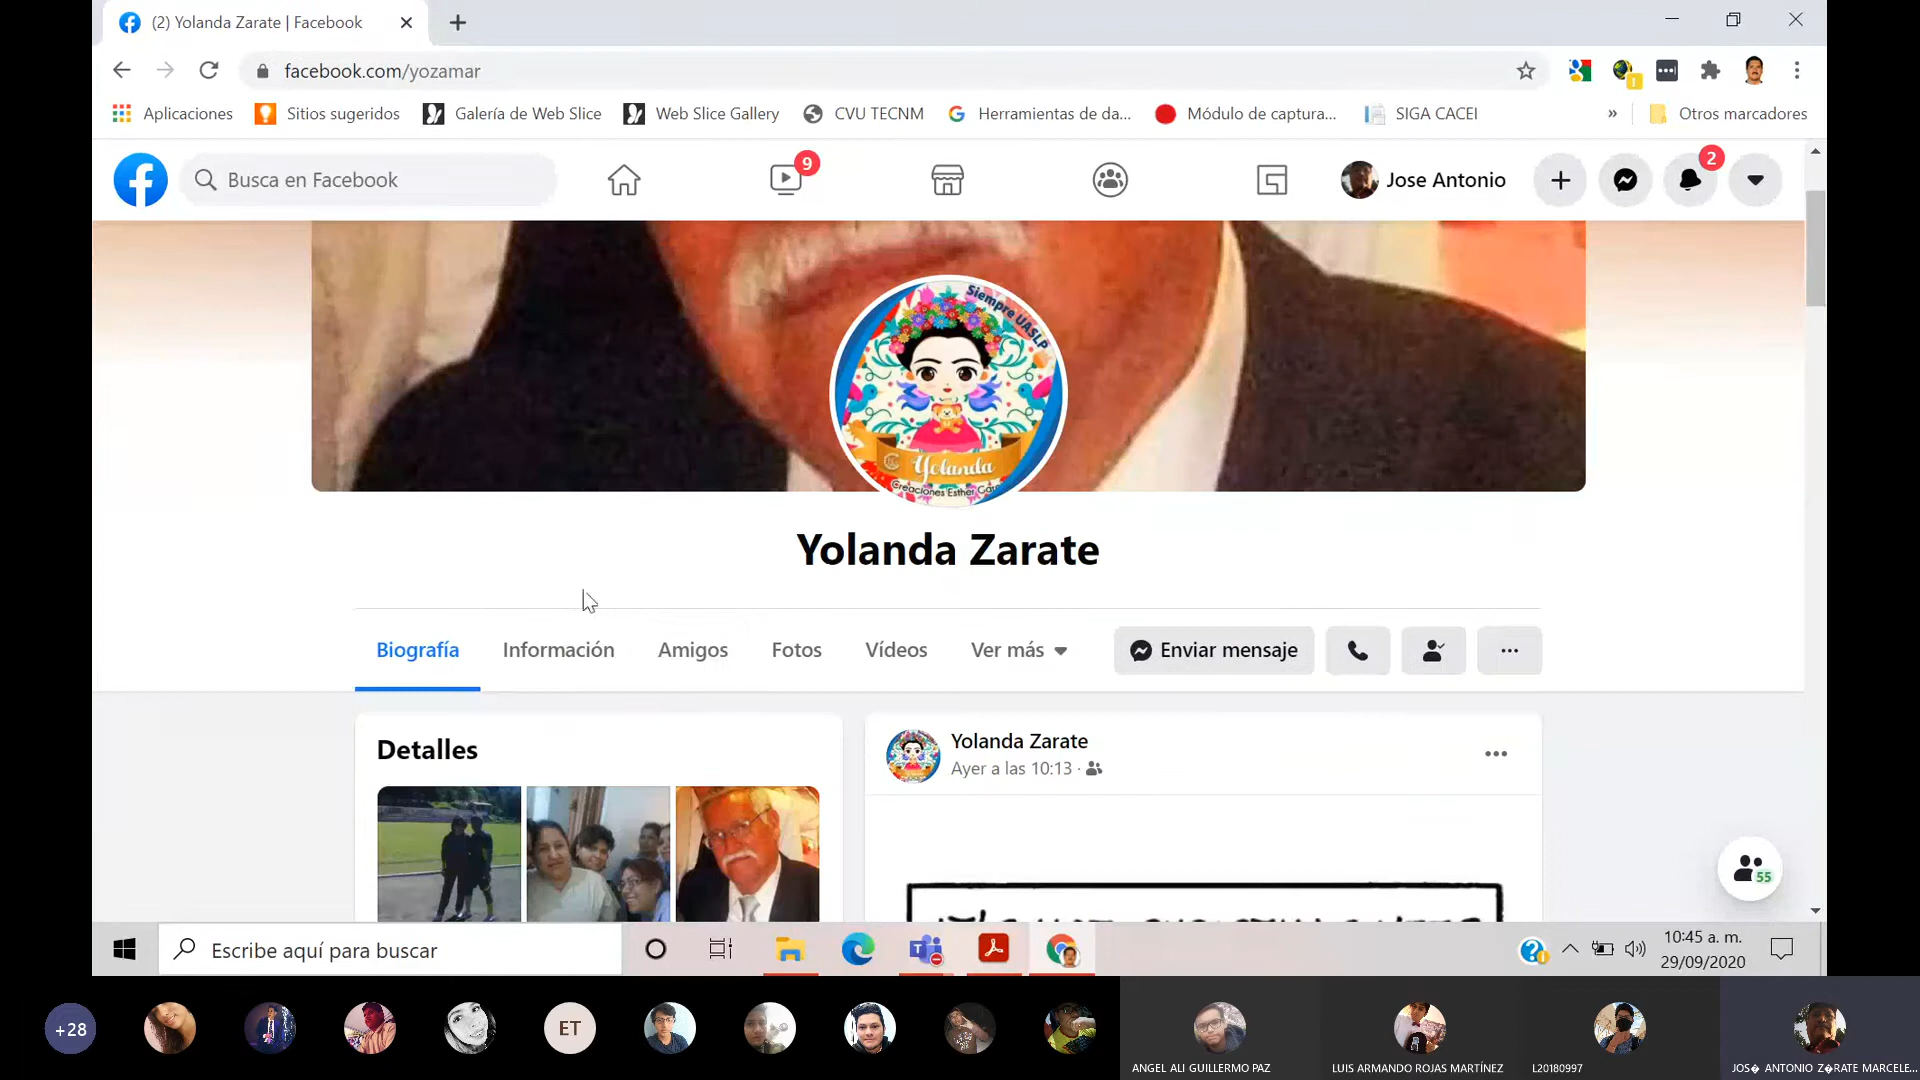 (2) Yolanda Zarate | Facebook
facebook.com/yozamar
Aplicaciones
Sitios sugeridos
Galería de Web Slice
Web Slice Gallery
CVU TECNM
Herramientas de da...
Módulo de captura...
SIGA CACEI
»
Otros marcadores
Busca en Facebook
9
Jose Antonio
2
Siempre UASLP
Yolanda
Creaciones Esther
Yolanda Zarate
Biografía
Información
Amigos
Fotos
Vídeos
Ver más
Enviar mensaje
Detalles
Yolanda Zarate
Ayer a las 10:13
55
Escribe aquí para buscar
10:45 a. m.
29/09/2020
+28
ET
ANGEL ALI GUILLERMO PAZ
LUIS ARMANDO ROJAS MARTÍNEZ
L20180997
JOS� ANTONIO Z�RATE MARCELE...